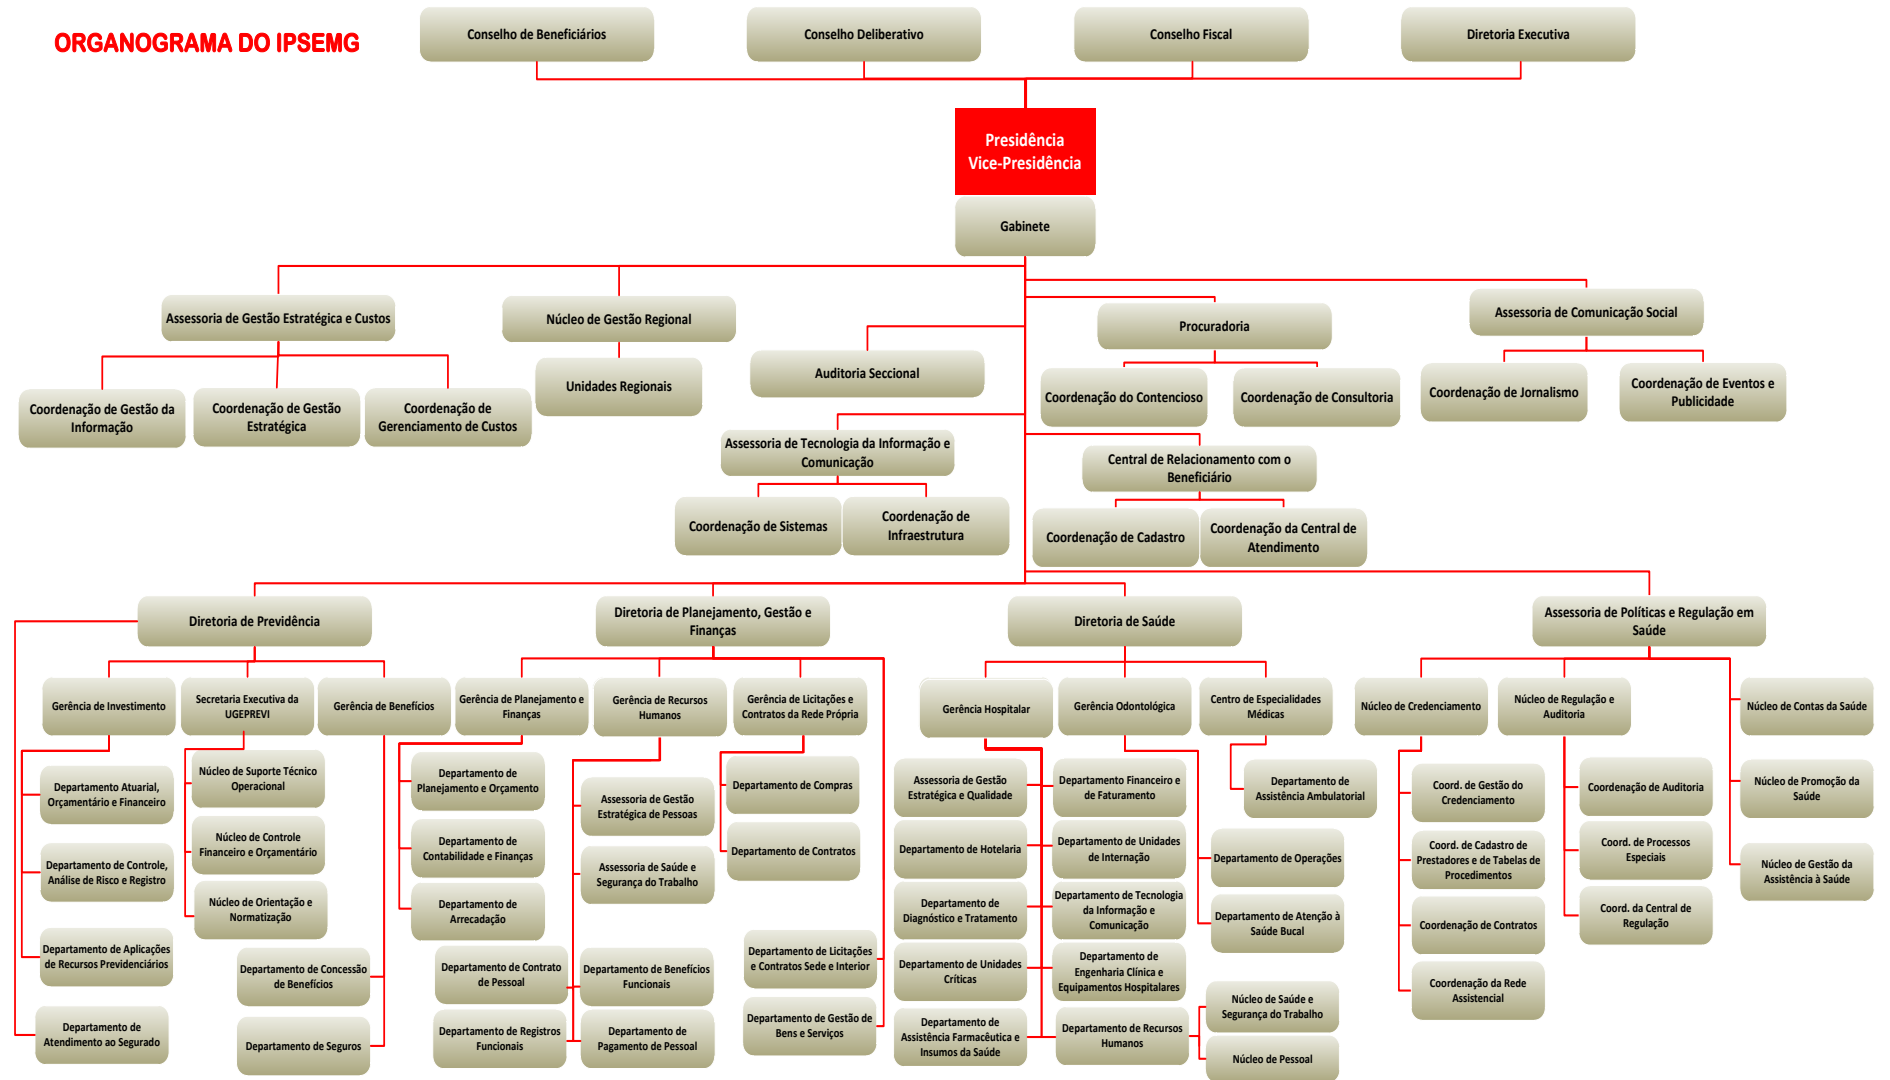 ORGANOGRAMA DO IPSEMG
Conselho de Beneficiários
Conselho Deliberativo
Conselho Fiscal
Diretoria Executiva
Presidência
Vice-Presidência
Gabinete
Assessoria de Gestão Estratégica e Custos
Núcleo de Gestão Regional
Procuradoria
Assessoria de Comunicação Social
Coordenação de Gestão da
Informação
Coordenação de Gestão
Estratégica
Coordenação de
Gerenciamento de Custos
Unidades Regionais
Auditoria Seccional
Coordenação do Contencioso
Coordenação de Consultoria
Coordenação de Jornalismo
Coordenação de Eventos e
Publicidade
Assessoria de Tecnologia da Informação e
Comunicação
Central de Relacionamento com o
Beneficiário
Coordenação de Sistemas
Coordenação de
Infraestrutura
Coordenação de Cadastro
Coordenação da Central de
Atendimento
Diretoria de Previdência
Diretoria de Planejamento, Gestão e
Finanças
Diretoria de Saúde
Assessoria de Políticas e Regulação em
Saúde
Gerência de Investimento
Secretaria Executiva da
UGEPREVI
Gerência de Benefícios
Gerência de Planejamento e
Finanças
Gerência de Recursos
Humanos
Gerência de Licitações e
Contratos da Rede Própria
Gerência Hospitalar
Gerência Odontológica
Centro de Especialidades
Médicas
Núcleo de Credenciamento
Núcleo de Regulação e
Auditoria
Núcleo de Contas da Saúde
Departamento Atuarial,
Orçamentário e Financeiro
Departamento de Controle,
Análise de Risco e Registro
Departamento de Aplicações
de Recursos Previdenciários
Departamento de
Atendimento ao Segurado
Núcleo de Suporte Técnico
Operacional
Núcleo de Controle
Financeiro e Orçamentário
Núcleo de Orientação e
Normatização
Departamento de Concessão
de Benefícios
Departamento de Seguros
Departamento de
Planejamento e Orçamento
Departamento de
Contabilidade e Finanças
Departamento de
Arrecadação
Assessoria de Gestão
Estratégica de Pessoas
Assessoria de Saúde e
Segurança do Trabalho
Departamento de Contrato
de Pessoal
Departamento de Benefícios
Funcionais
Departamento de Registros
Funcionais
Departamento de
Pagamento de Pessoal
Departamento de Compras
Departamento de Contratos
Departamento de Licitações
e Contratos Sede e Interior
Departamento de Gestão de
Bens e Serviços
Assessoria de Gestão
Estratégica e Qualidade
Departamento Financeiro e
de Faturamento
Departamento de Hotelaria
Departamento de Unidades
de Internação
Departamento de
Diagnóstico e Tratamento
Departamento de Tecnologia
da Informação e
Comunicação
Departamento de Unidades
Críticas
Departamento de
Engenharia Clínica e
Equipamentos Hospitalares
Departamento de
Assistência Farmacêutica e
Insumos da Saúde
Departamento de Recursos
Humanos
Núcleo de Saúde e
Segurança do Trabalho
Núcleo de Pessoal
Departamento de Operações
Departamento de Atenção à
Saúde Bucal
Departamento de
Assistência Ambulatorial
Coord. de Gestão do
Credenciamento
Coord. de Cadastro de
Prestadores e de Tabelas de
Procedimentos
Coordenação de Contratos
Coordenação da Rede
Assistencial
Coordenação de Auditoria
Coord. de Processos
Especiais
Coord. da Central de
Regulação
Núcleo de Promoção da
Saúde
Núcleo de Gestão da
Assistência à Saúde